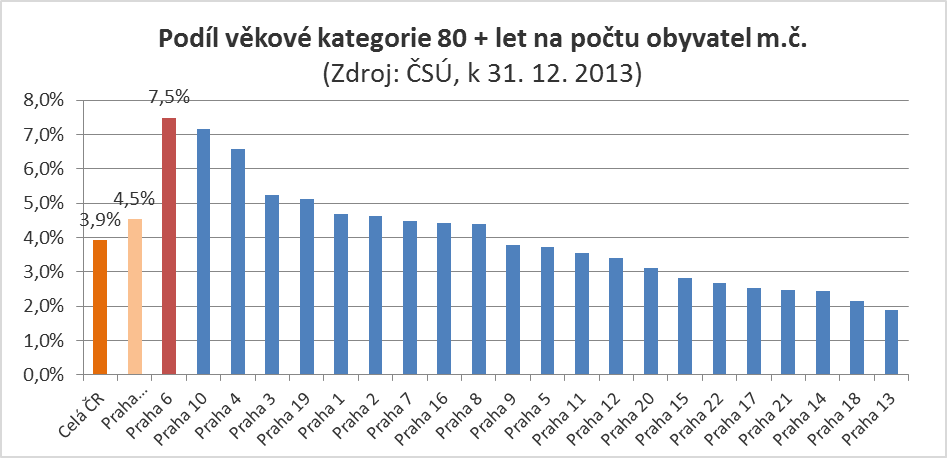 Podíl věkové kategorie 80 + let na počtu obyvatel m.č.
(Zdroj: ČSÚ, k 31. 12. 2013)
8,0%
7,0%
6,0%
5,0%
4,0%
3,0%
2,0%
1,0%
0,0%
3,9%
4,5%
7,5%
Celá ČR
Praha...
Praha 6
Praha 10
Praha 4
Praha 3
Praha 19
Praha 1
Praha 2
Praha 7
Praha 16
Praha 8
Praha 9
Praha 5
Praha 11
Praha 12
Praha 20
Praha 15
Praha 22
Praha 17
Praha 21
Praha 14
Praha 18
Praha 13